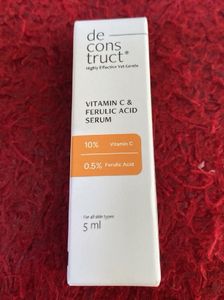 de
cons
truct®
Highly Effective Yet Gentle
VITAMIN C &
FERULIC ACID
SERUM
10% Vitamin C
0.5% Ferulic Acid
For all skin types
5 ml